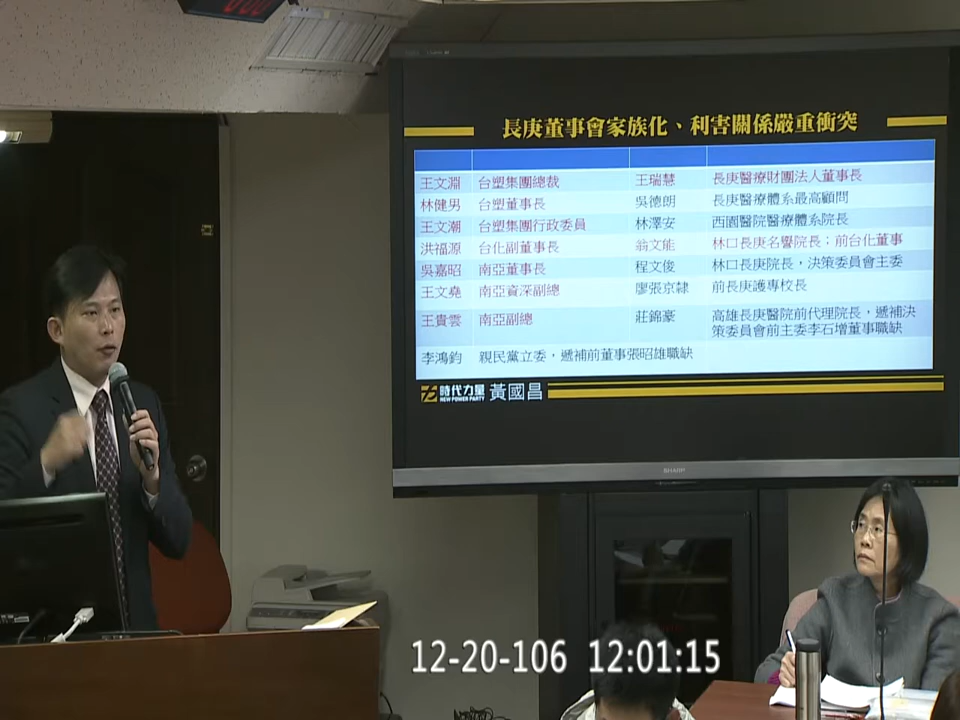 長庚董事會家族化、利害關係嚴重衝突
王文淵 台塑集團總裁 王瑞慧 長庚醫療財團法人董事長
林健男 台塑董事長 吳德朗 長庚醫療體系最高顧問
王文潮 台塑集團行政委員 林澤安 西園醫院醫療體系院長
洪福源 台化副董事長 翁文能 林口長庚名譽院長；前台化董事
吳嘉昭 南亞董事長 程文俊 林口長庚院長，決策委員會主委
王文堯 南亞資深副總 廖張京隸 前長庚護專校長
王貴雲 南亞副總 莊錦豪 高雄長庚醫院前代理院長，遞補決
策委員會前主委李石增董事職缺
李鴻鈞 親民黨立委，遞補前董事張昭雄職缺
時代力量 黃國昌
NEW POWER PARTY
SHARP
12-20-106 12:01:15